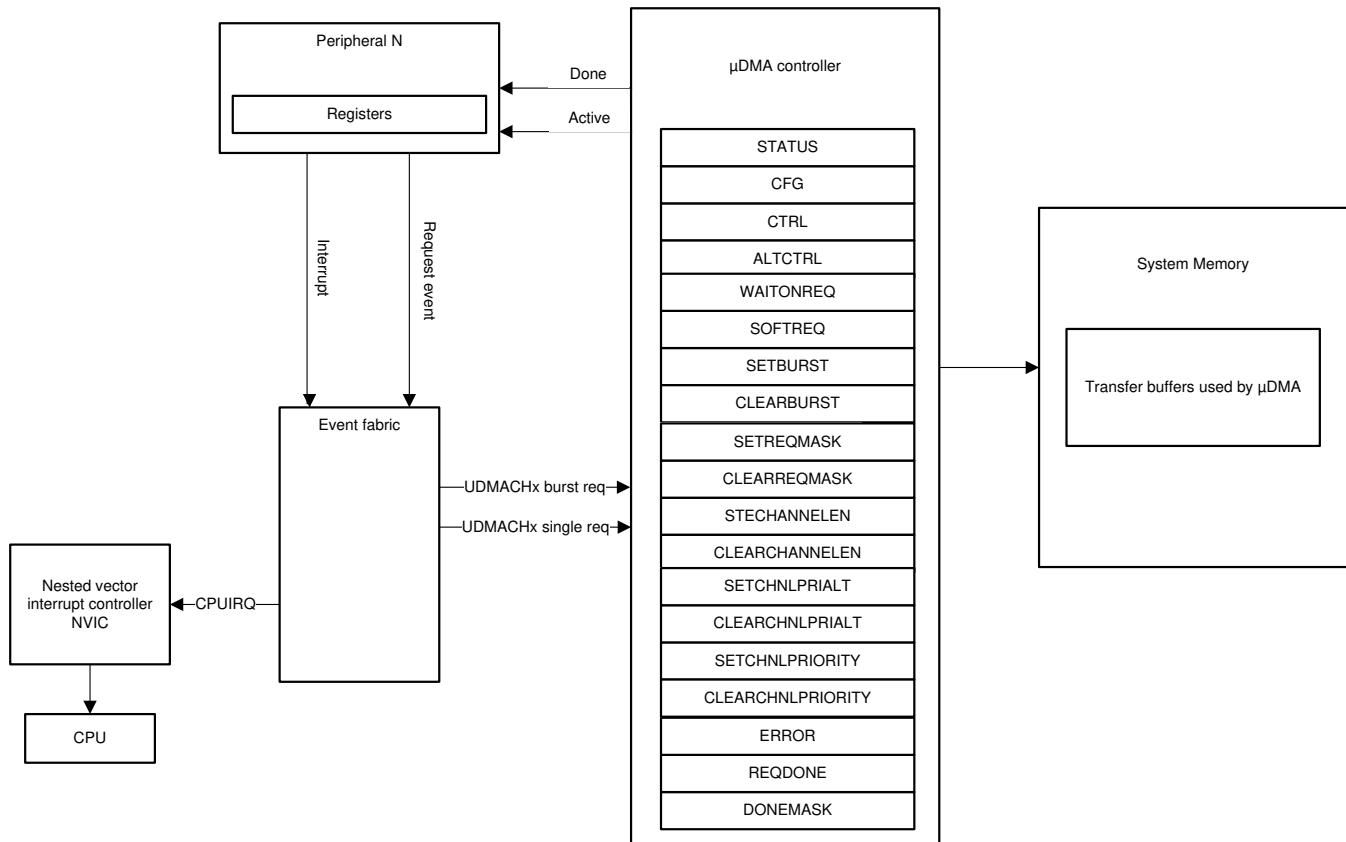 Peripheral N
Registers
Done
Active
Interrupt
Request event
Event fabric
UDMACHx burst req
UDMACHx single req
CPUIRQ
Nested vector
interrupt controller
NVIC
CPU
µDMA controller
STATUS
CFG
CTRL
ALTCTRL
WAITONREQ
SOFTREQ
SETBURST
CLEARBURST
SETREQMASK
CLEARREQMASK
STECHANNELEN
CLEARCHANNELEN
SETCHNLPRIALT
CLEARCHNLPRIALT
SETCHNLPRIORITY
CLEARCHNLPRIORITY
ERROR
REQDONE
DONEMASK
System Memory
Transfer buffers used by µDMA